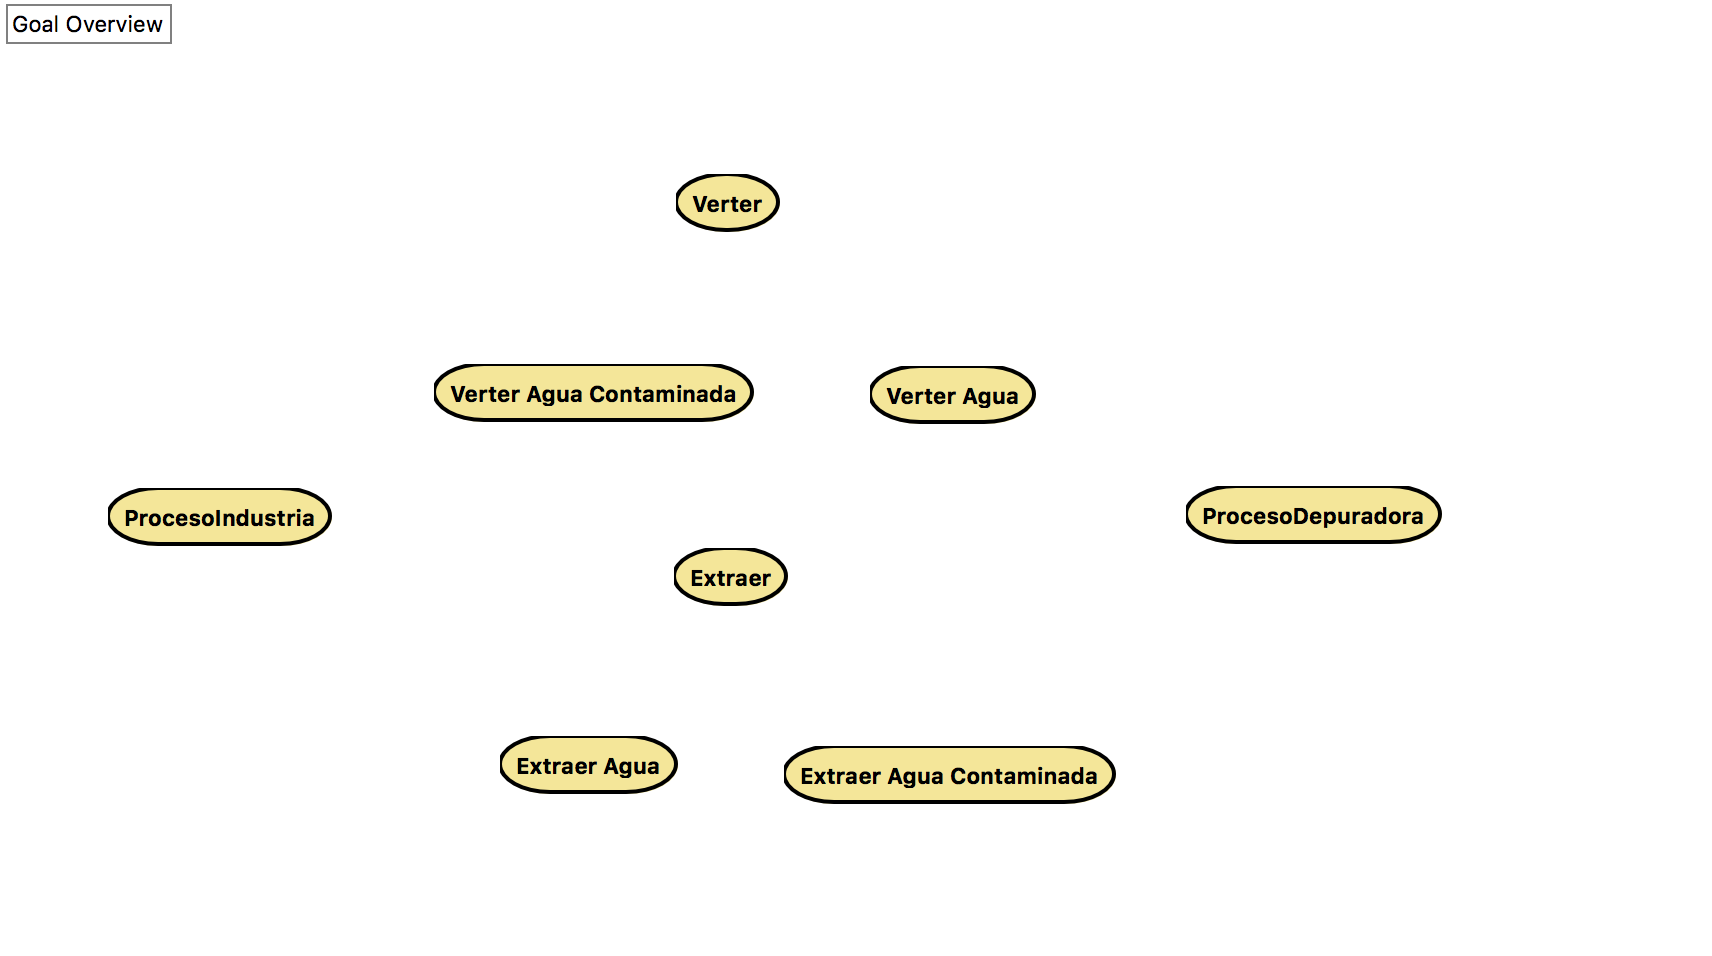 Goal Overview
Verter
Verter Agua Contaminada
Verter Agua
ProcesoIndustria
ProcesoDepuradora
Extraer
Extraer Agua
Extraer Agua Contaminada